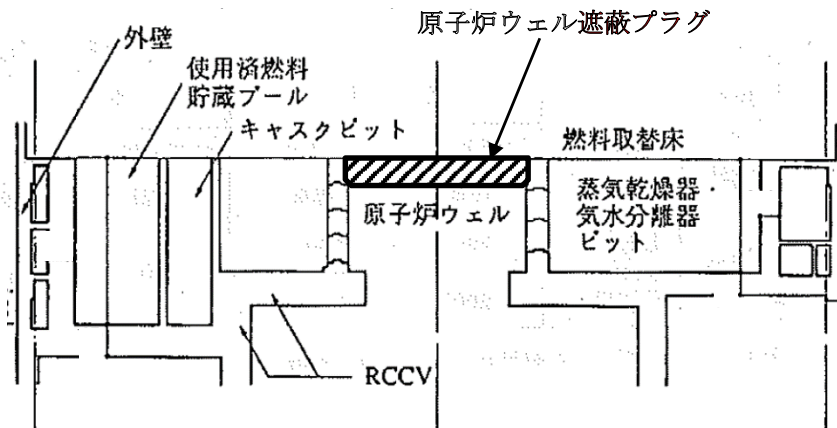 原子炉ウェル遮蔽プラグ
外壁
使用済燃料
貯蔵プール
キャスクピット
燃料取替床
蒸気乾燥器・
気水分離器
ピット
原子炉ウェル
RCCV